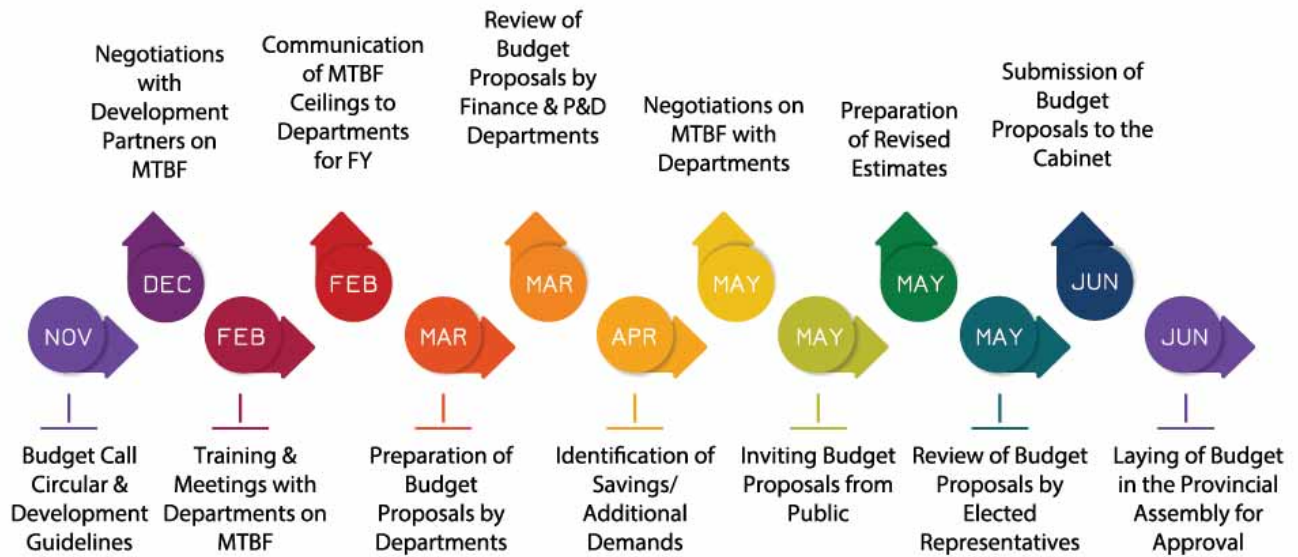 Negotiations
with
Development
Partners on
MTBF
Communication
of MTBF
Ceilings to
Departments
for FY
Review of
Budget
Proposals by
Finance & P&D
Departments
Negotiations on
MTBF with
Departments
Preparation
of Revised
Estimates
Submission of
Budget
Proposals to the
Cabinet
DEC
FEB
MAR
MAY
MAY
JUN
NOV
FEB
MAR
APR
MAY
MAY
JUN
Budget Call
Circular &
Development
Guidelines
Training &
Meetings with
Departments on
MTBF
Preparation of
Budget
Proposals by
Departments
Identification of
Savings/
Additional
Demands
Inviting Budget
Proposals from
Public
Review of Budget
Proposals by
Elected
Representatives
Laying of Budget
in the Provincial
Assembly for
Approval